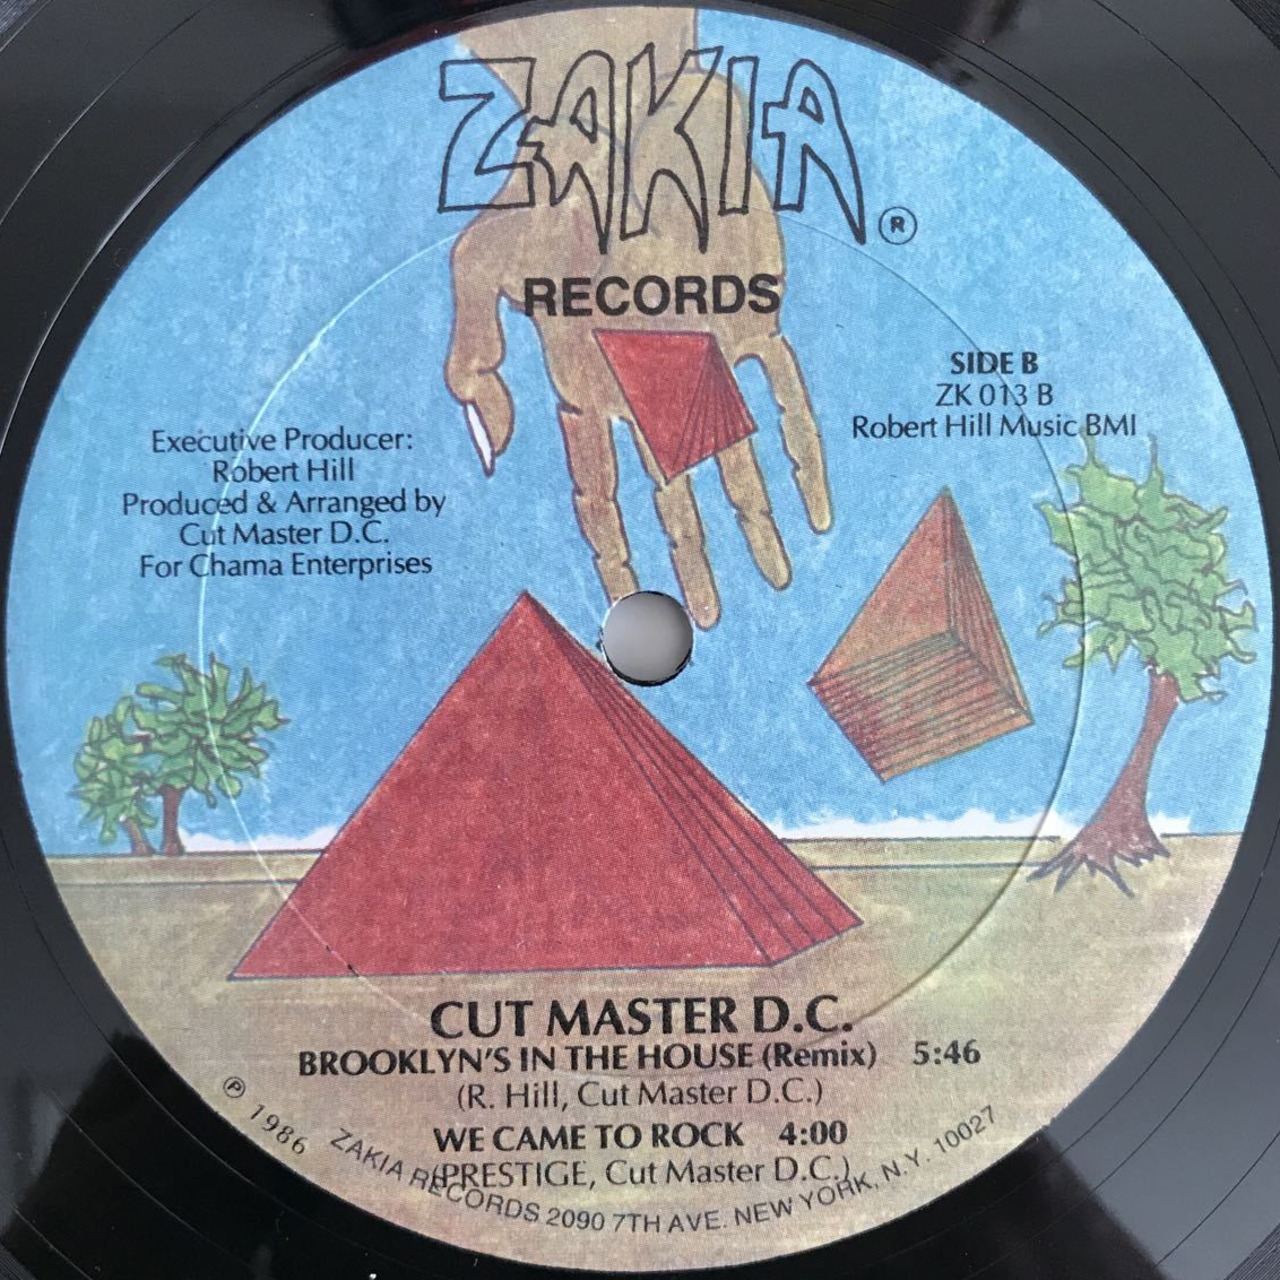 ZAKIA ®
RECORDS
SIDE B
ZK 013 B
Robert Hill Music BMI
Executive Producer:
Robert Hill
Produced & Arranged by
Cut Master D.C.
For Chama Enterprises
CUT MASTER D.C.
BROOKLYN'S IN THE HOUSE (Remix) 5:46
(R. Hill, Cut Master D.C.)
WE CAME TO ROCK 4:00
(PRESTIGE, Cut Master D.C.)
℗ 1986 ZAKIA RECORDS 2090 7TH AVE. NEW YORK, N.Y. 10027